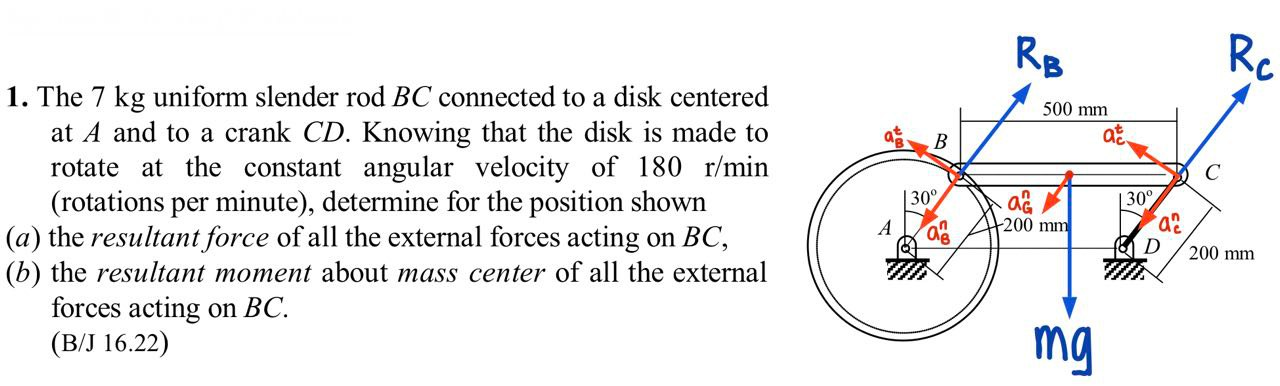 1. The 7 kg uniform slender rod BC connected to a disk centered
at A and to a crank CD. Knowing that the disk is made to
rotate at the constant angular velocity of 180 r/min
(rotations per minute), determine for the position shown
(a) the resultant force of all the external forces acting on BC,
(b) the resultant moment about mass center of all the external
forces acting on BC.
(B/J 16.22)
R_B
R_C
500 mm
a_B^t
B
a_C^t
C
30°
a_G^n
30°
A
a_B^n
200 mm
a_C^n
D
200 mm
mg